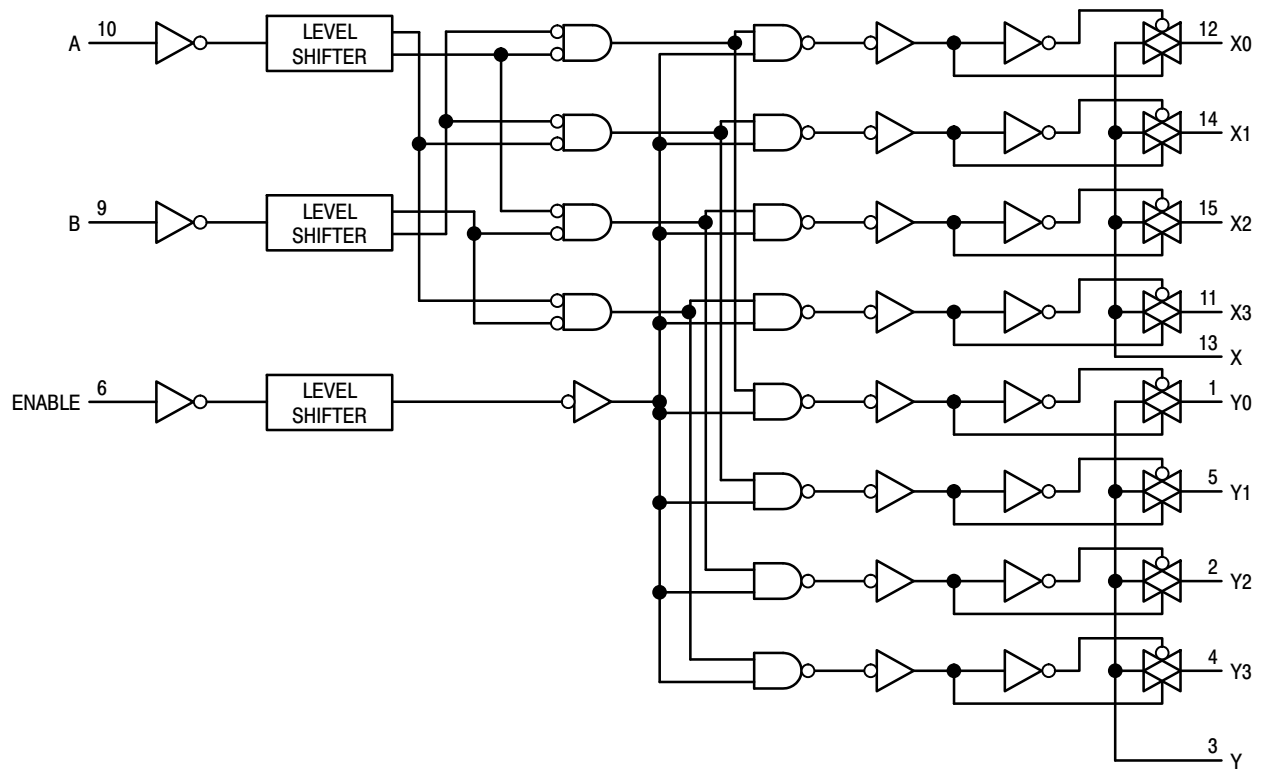 A 10
LEVEL
SHIFTER
12 X0
14 X1
B 9
LEVEL
SHIFTER
15 X2
11 X3
13 X
ENABLE 6
LEVEL
SHIFTER
1 Y0
5 Y1
2 Y2
4 Y3
3 Y